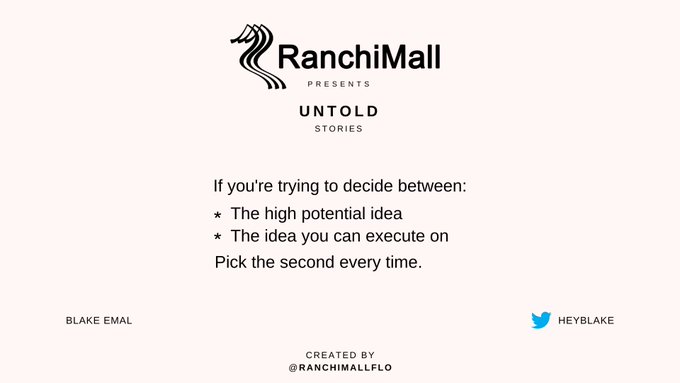 RanchiMall
PRESENTS
UNTOLD
STORIES
If you're trying to decide between:
* The high potential idea
* The idea you can execute on
Pick the second every time.
BLAKE EMAL
HEYBLAKE
CREATED BY
@RANCHIMALLFLO